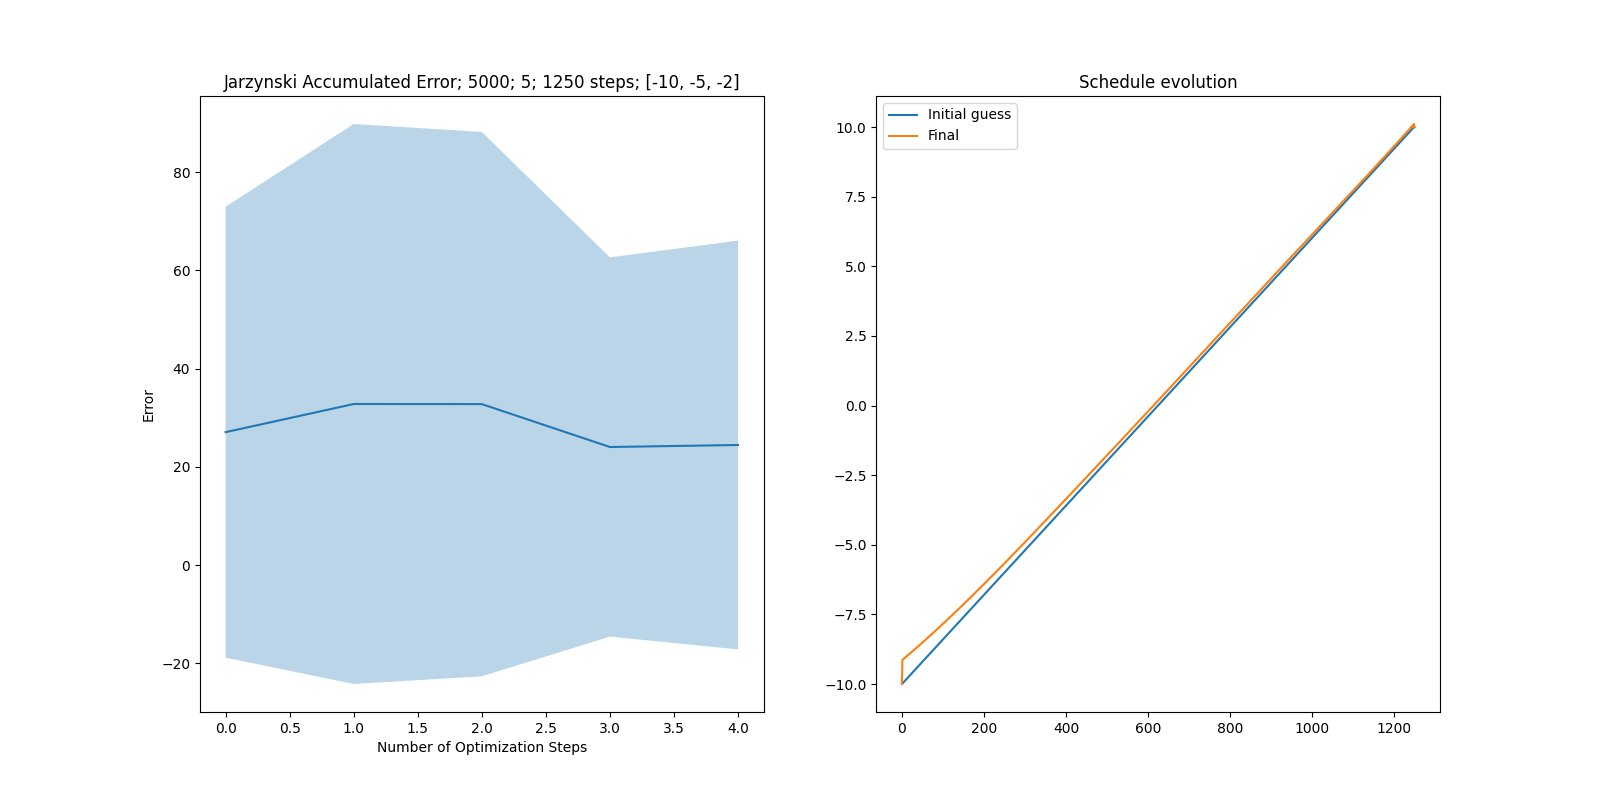 Jarzynski Accumulated Error; 5000; 5; 1250 steps; [-10, -5, -2]
80
60
40
20
0
−20
Error
0.0 0.5 1.0 1.5 2.0 2.5 3.0 3.5 4.0
Number of Optimization Steps
Schedule evolution
Initial guess
Final
10.0
7.5
5.0
2.5
0.0
−2.5
−5.0
−7.5
−10.0
0 200 400 600 800 1000 1200